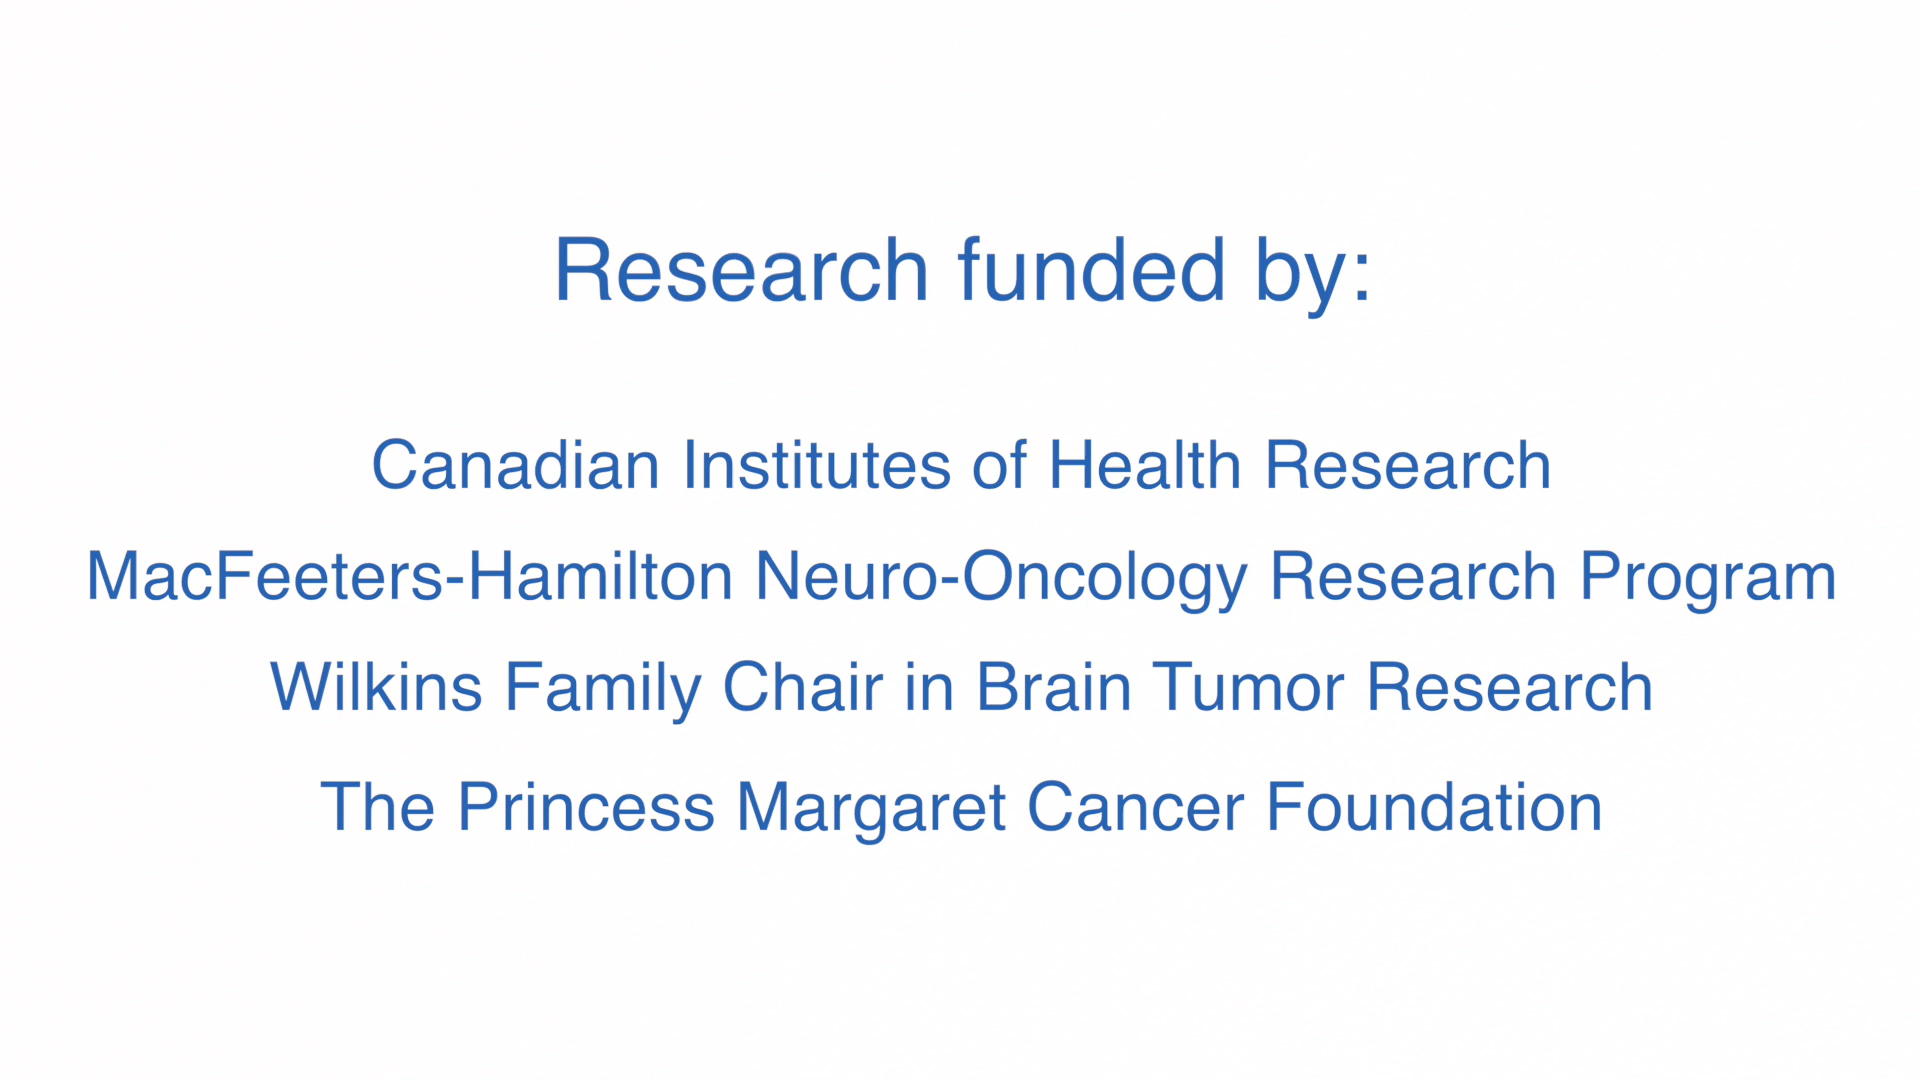 Research funded by:
Canadian Institutes of Health Research
MacFeeters-Hamilton Neuro-Oncology Research Program
Wilkins Family Chair in Brain Tumor Research
The Princess Margaret Cancer Foundation